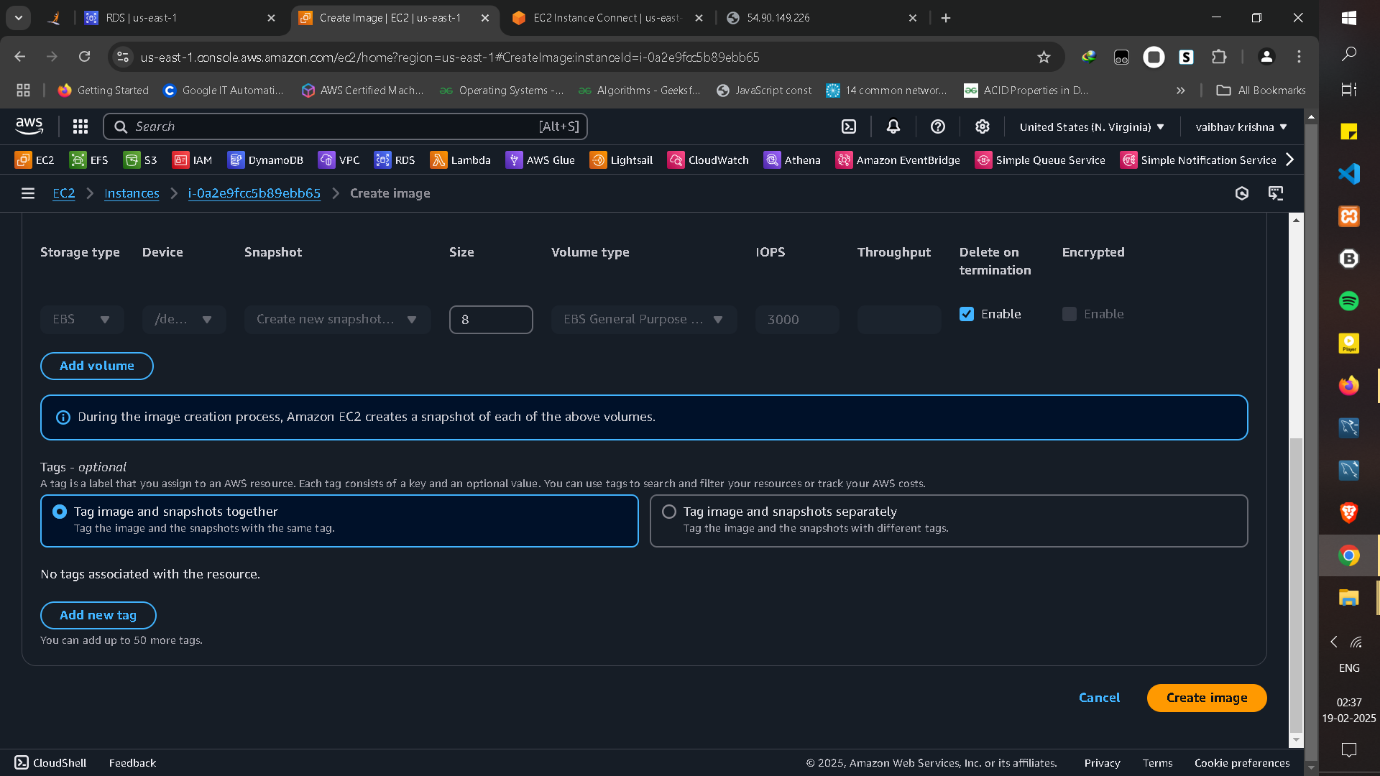 RDS | us-east-1
Create Image | EC2 | us-east-1
EC2 Instance Connect | us-east-
54.90.149.226
us-east-1.console.aws.amazon.com/ec2/home?region=us-east-1#CreateImage:instanceId=i-0a2e9fcc5b89ebb65
Getting Started
Google IT Automati...
AWS Certified Mach...
Operating Systems -...
Algorithms - Geeksf...
JavaScript const
14 common networ...
ACID Properties in D...
All Bookmarks
aws
Search
[Alt+S]
United States (N. Virginia)
vaibhav krishna
EC2
EFS
S3
IAM
DynamoDB
VPC
RDS
Lambda
AWS Glue
Lightsail
CloudWatch
Athena
Amazon EventBridge
Simple Queue Service
Simple Notification Service
EC2
Instances
i-0a2e9fcc5b89ebb65
Create image
Storage type
Device
Snapshot
Size
Volume type
IOPS
Throughput
Delete on
termination
Encrypted
EBS
/de...
Create new snapshot...
8
EBS General Purpose ...
3000
Enable
Enable
Add volume
During the image creation process, Amazon EC2 creates a snapshot of each of the above volumes.
Tags - optional
A tag is a label that you assign to an AWS resource. Each tag consists of a key and an optional value. You can use tags to search and filter your resources or track your AWS costs.
Tag image and snapshots together
Tag the image and the snapshots with the same tag.
Tag image and snapshots separately
Tag the image and the snapshots with different tags.
No tags associated with the resource.
Add new tag
You can add up to 50 more tags.
Cancel
Create image
CloudShell
Feedback
© 2025, Amazon Web Services, Inc. or its affiliates.
Privacy
Terms
Cookie preferences
ENG
02:37
19-02-2025